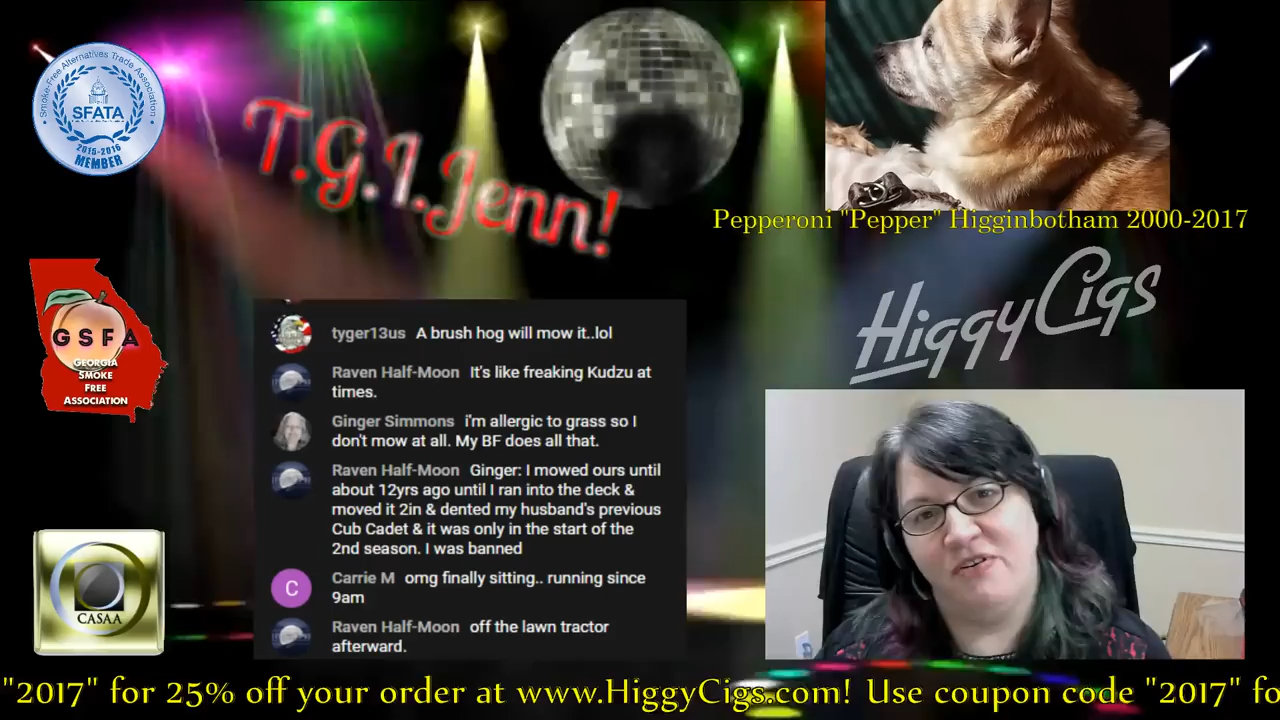 Smoke-Free Alternatives Trade Association
SFATA
2015-2016
MEMBER
T.G.I.Jenn!
Pepperoni "Pepper" Higginbotham 2000-2017
HiggyCigs
GSFA
GEORGIA
SMOKE
FREE
ASSOCIATION
CASAA
tyger13us A brush hog will mow it..lol
Raven Half-Moon It's like freaking Kudzu at
times.
Ginger Simmons i'm allergic to grass so I
don't mow at all. My BF does all that.
Raven Half-Moon Ginger: I mowed ours until
about 12yrs ago until I ran into the deck &
moved it 2in & dented my husband's previous
Cub Cadet & it was only in the start of the
2nd season. I was banned
C
Carrie M omg finally sitting.. running since
9am
Raven Half-Moon off the lawn tractor
afterward.
"2017" for 25% off your order at www.HiggyCigs.com! Use coupon code "2017" fo